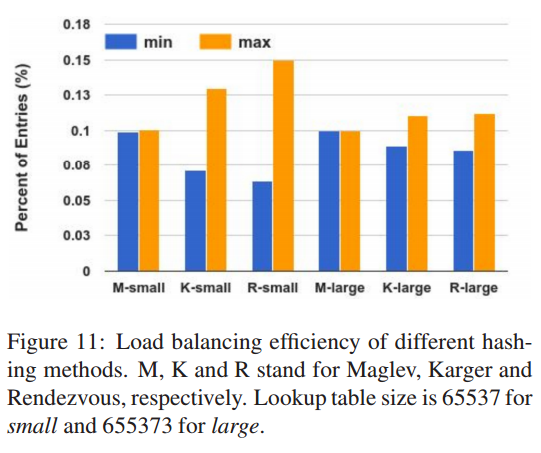 0.18
min max
0.15
0.13
0.1
0.08
0.05
0.03
0
Percent of Entries (%)
M-small K-small R-small M-large K-large R-large
Figure 11: Load balancing efficiency of different hash-
ing methods. M, K and R stand for Maglev, Karger and
Rendezvous, respectively. Lookup table size is 65537 for
small and 655373 for large.